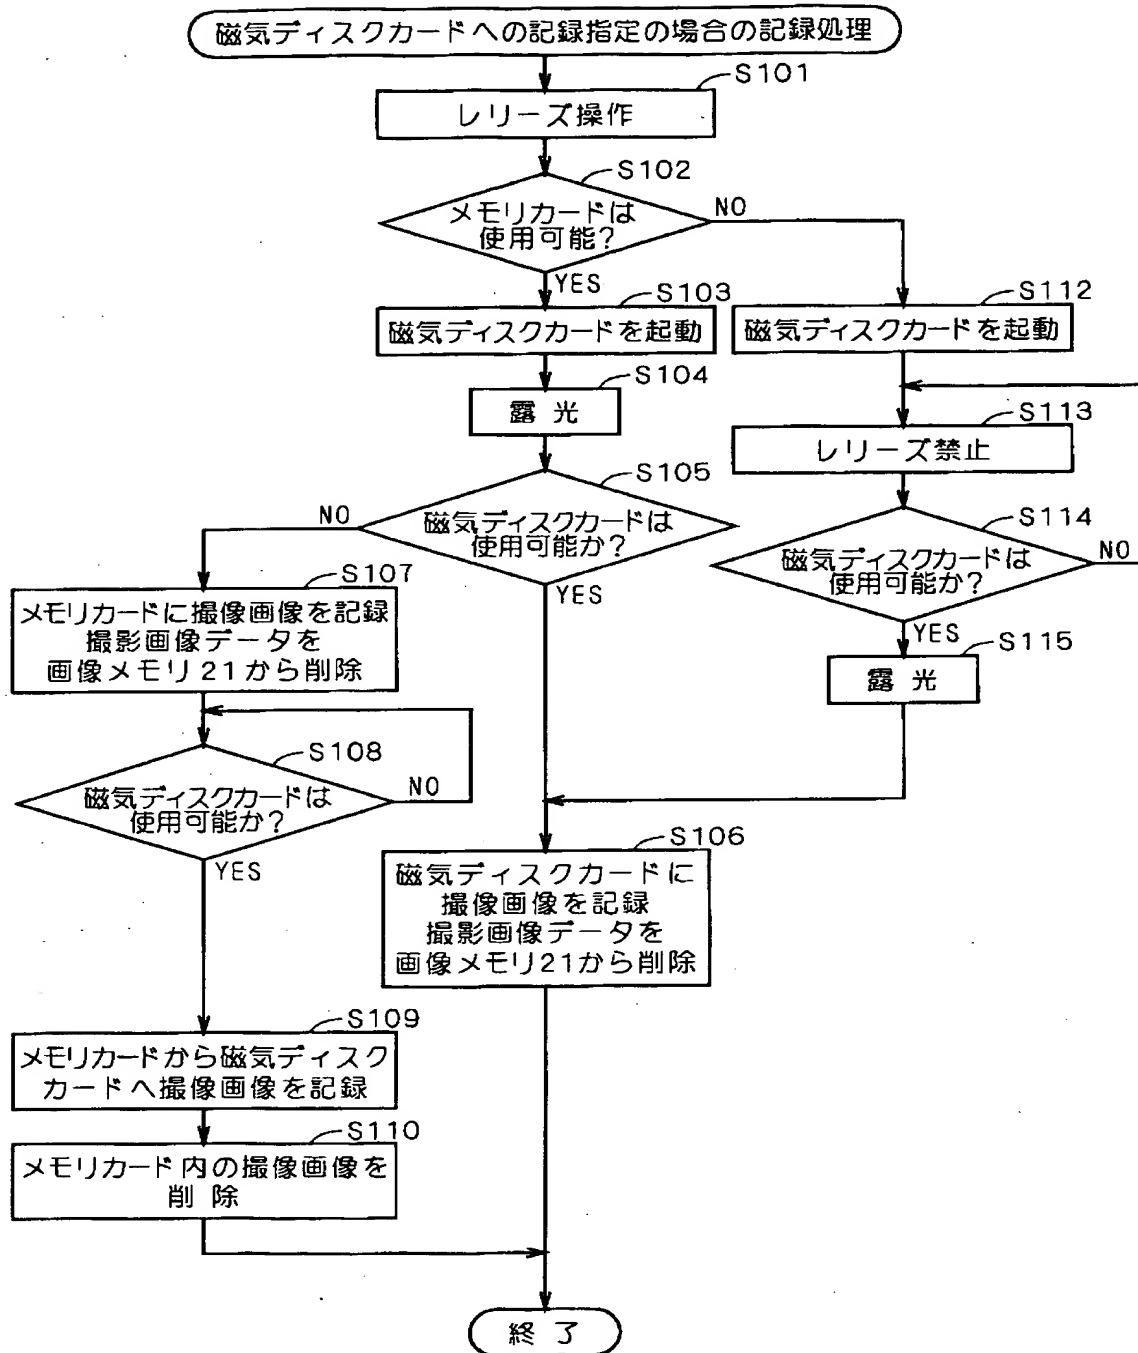 磁気ディスクカードへの記録指定の場合の記録処理
S101
レリーズ操作
S102
メモリカードは
使用可能?
NO
YES
S103
磁気ディスクカードを起動
S112
磁気ディスクカードを起動
S104
露光
S113
レリーズ禁止
S105
磁気ディスクカードは
使用可能か?
NO
YES
S114
磁気ディスクカードは
使用可能か?
NO
YES
S115
露光
S107
メモリカードに撮像画像を記録
撮影画像データを
画像メモリ21から削除
S108
磁気ディスクカードは
使用可能か?
NO
YES
S106
磁気ディスクカードに
撮像画像を記録
撮影画像データを
画像メモリ21から削除
S109
メモリカードから磁気ディスク
カードへ撮像画像を記録
S110
メモリカード内の撮像画像を
削除
終了